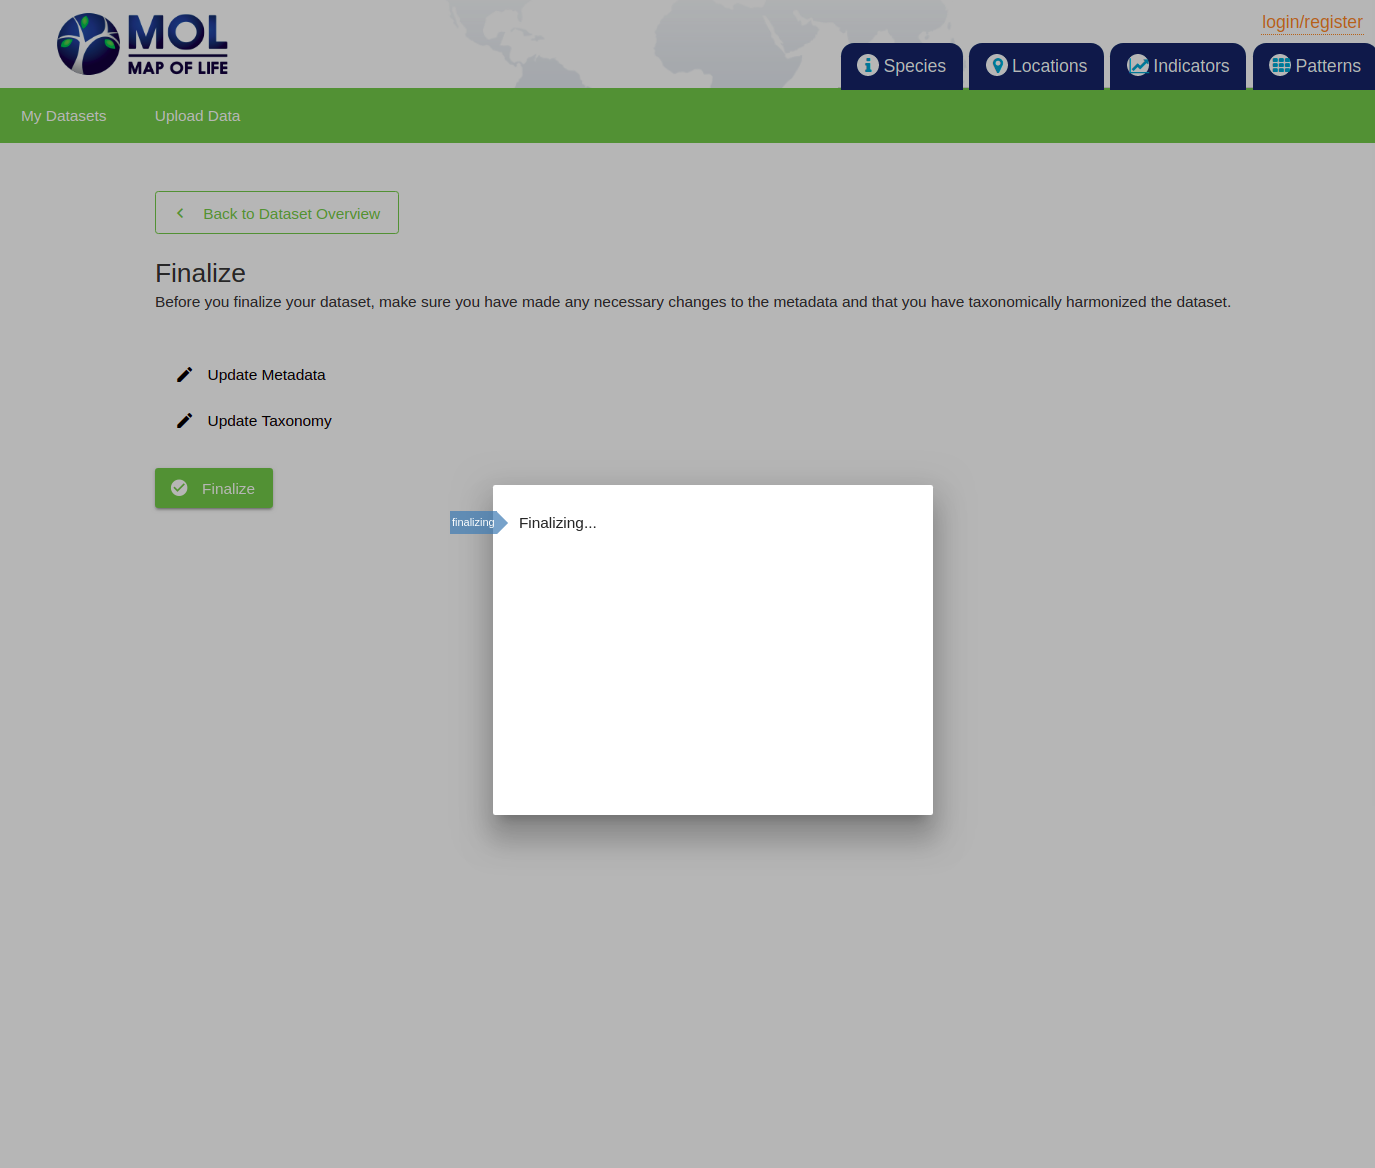 MOL
MAP OF LIFE
login/register
Species
Locations
Indicators
Patterns
My Datasets
Upload Data
Back to Dataset Overview
Finalize
Before you finalize your dataset, make sure you have made any necessary changes to the metadata and that you have taxonomically harmonized the dataset.
Update Metadata
Update Taxonomy
Finalize
finalizing
Finalizing...